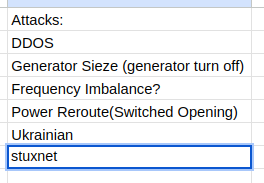 Attacks:
DDOS
Generator Sieze (generator turn off)
Frequency Imbalance?
Power Reroute(Switched Opening)
Ukrainian
stuxnet